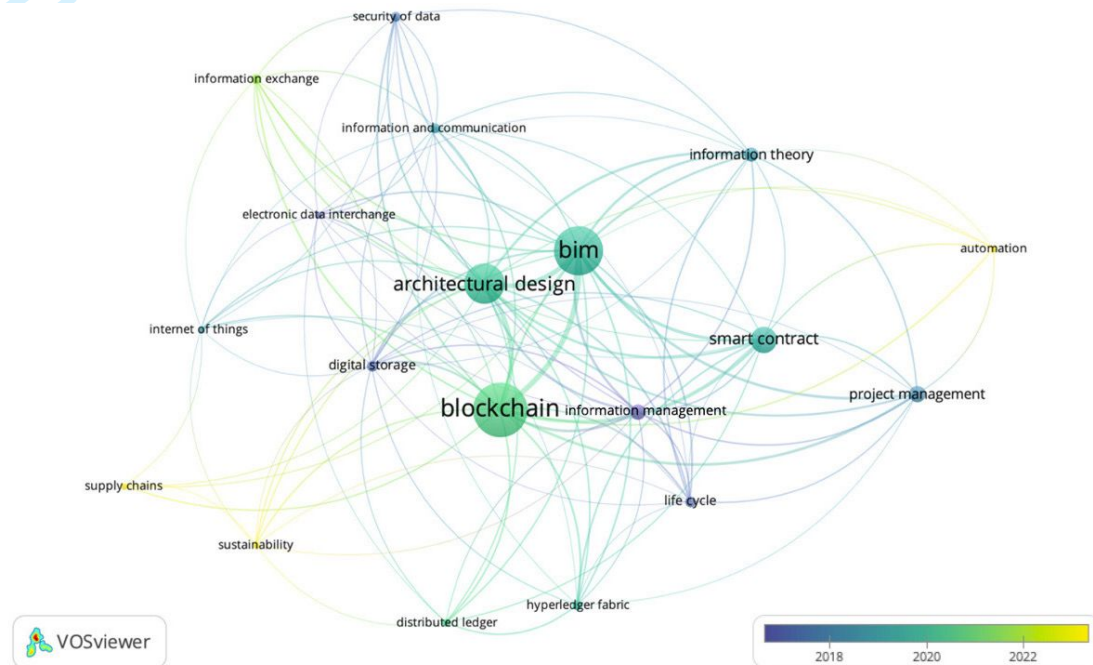 security of data
information exchange
information and communication
information theory
electronic data interchange
bim
automation
architectural design
internet of things
smart contract
digital storage
project management
blockchain
information management
supply chains
life cycle
sustainability
hyperledger fabric
distributed ledger
VOSviewer
2018
2020
2022